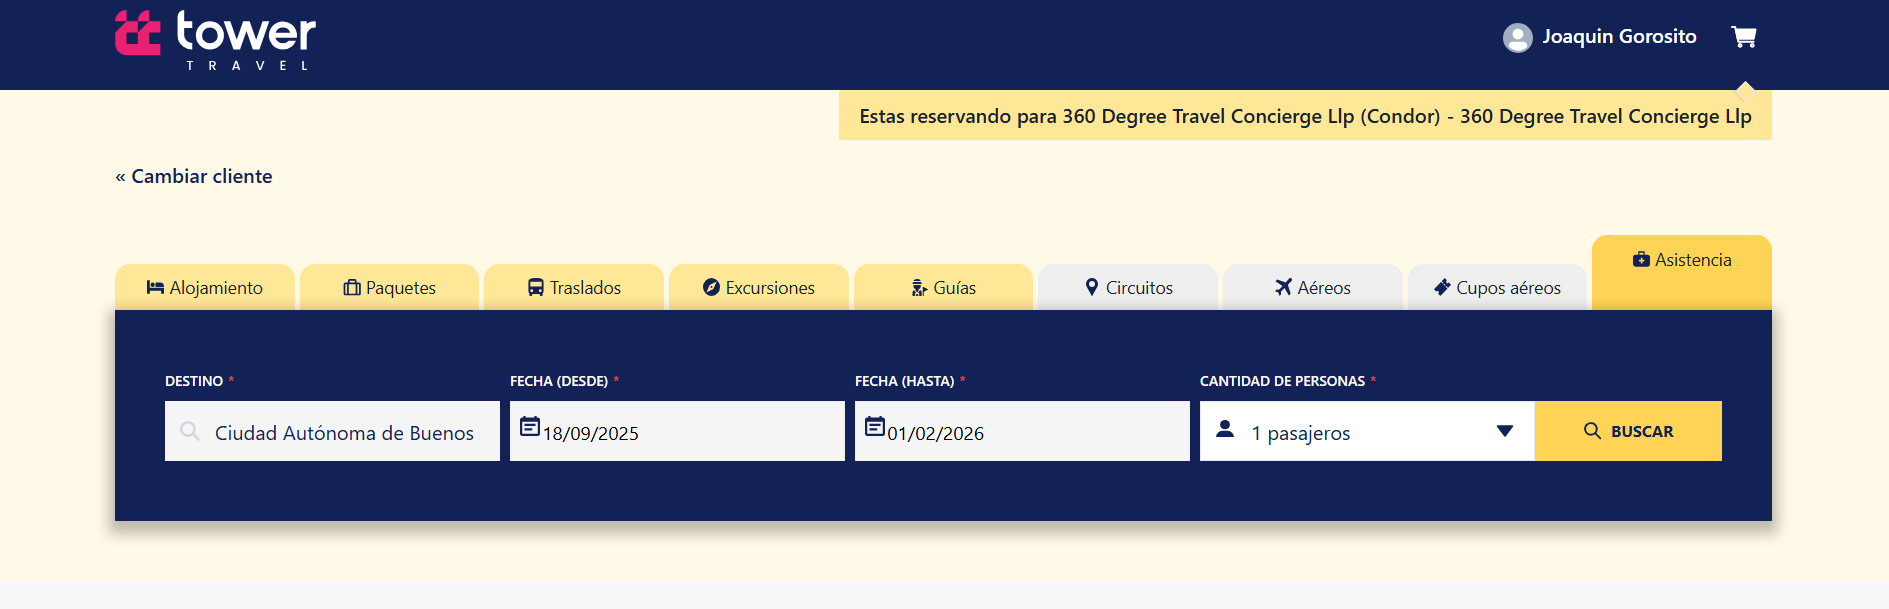 tower
TRAVEL
Joaquin Gorosito
Estas reservando para 360 Degree Travel Concierge Llp (Condor) - 360 Degree Travel Concierge Llp
« Cambiar cliente
Alojamiento
Paquetes
Traslados
Excursiones
Guías
Circuitos
Aéreos
Cupos aéreos
Asistencia
DESTINO *
FECHA (DESDE) *
FECHA (HASTA) *
CANTIDAD DE PERSONAS *
Ciudad Autónoma de Buenos
18/09/2025
01/02/2026
1 pasajeros
BUSCAR